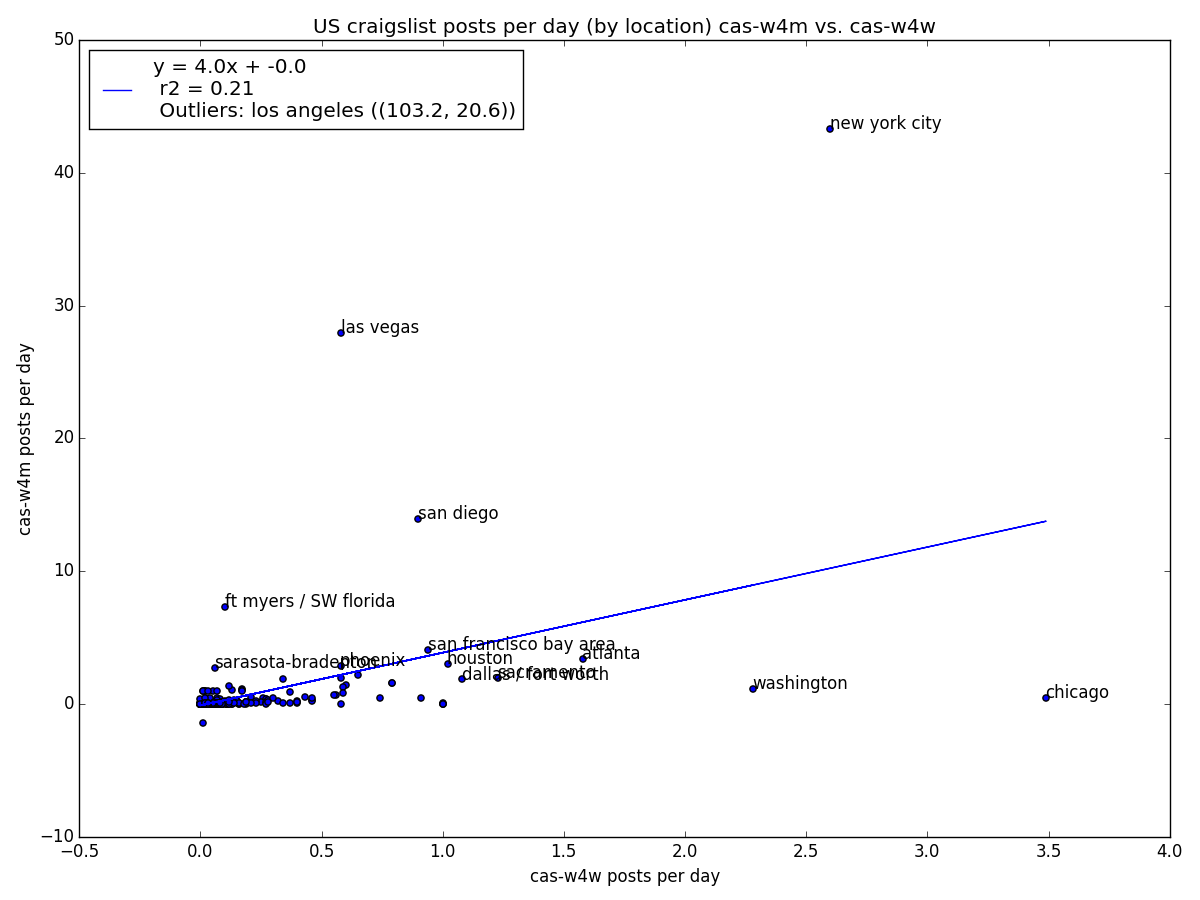 US craigslist posts per day (by location) cas-w4m vs. cas-w4w
y = 4.0x + -0.0
r2 = 0.21
Outliers: los angeles ((103.2, 20.6))
50
40
30
20
10
0
−10
cas-w4m posts per day
new york city
las vegas
san diego
ft myers / SW florida
san francisco bay area
atlanta
houston
phoenix
sarasota-bradenton
sacramento
dallas / fort worth
washington
chicago
−0.5
0.0
0.5
1.0
1.5
2.0
2.5
3.0
3.5
4.0
cas-w4w posts per day